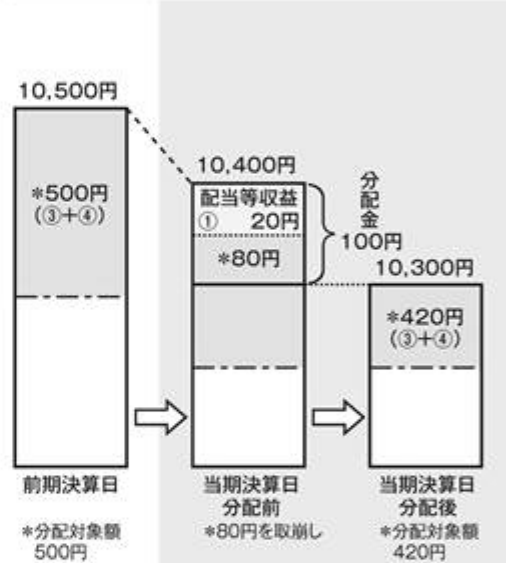 10,500円
*500円
(③+④)
10,400円
配当等収益
① 20円
*80円
分配金
100円
10,300円
*420円
(③+④)
前期決算日
*分配対象額
500円
当期決算日
分配前
*80円を取崩し
当期決算日
分配後
*分配対象額
420円